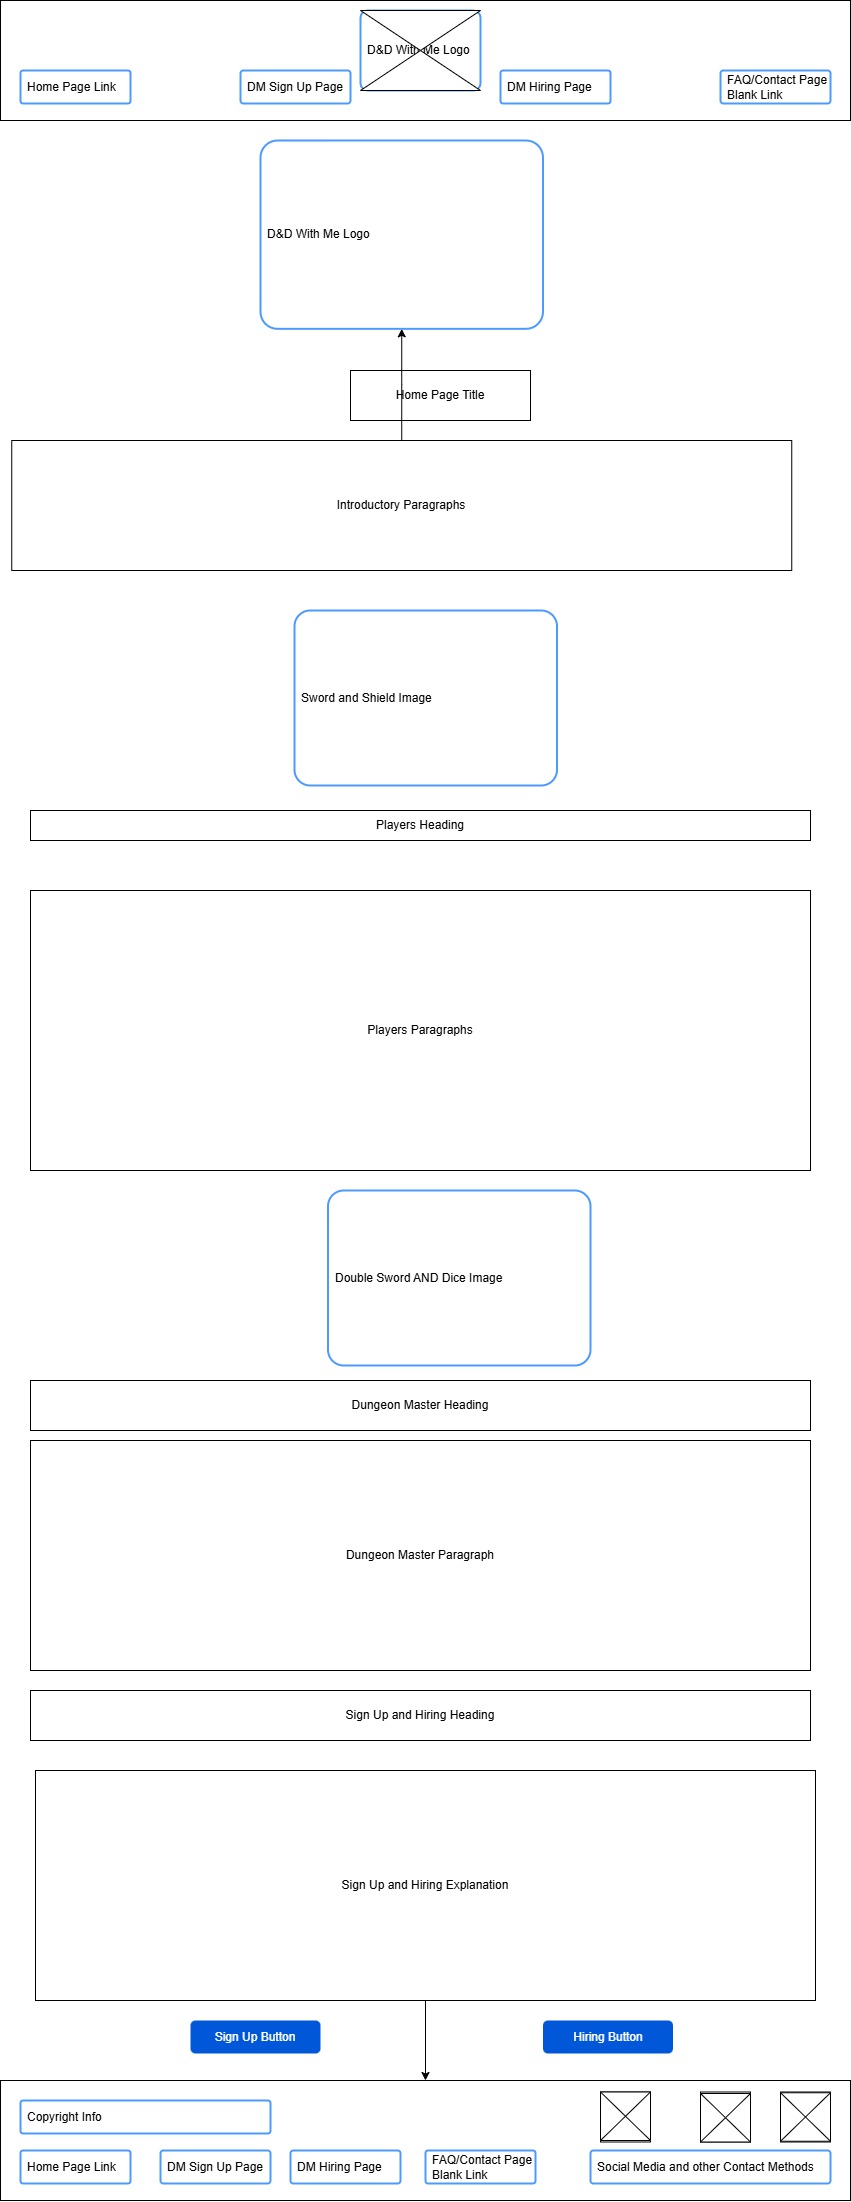 D&D With Me Logo
Home Page Link
DM Sign Up Page
DM Hiring Page
FAQ/Contact Page
Blank Link
D&D With Me Logo
Home Page Title
Introductory Paragraphs
Sword and Shield Image
Players Heading
Players Paragraphs
Double Sword AND Dice Image
Dungeon Master Heading
Dungeon Master Paragraph
Sign Up and Hiring Heading
Sign Up and Hiring Explanation
Sign Up Button
Hiring Button
Copyright Info
Home Page Link
DM Sign Up Page
DM Hiring Page
FAQ/Contact Page
Blank Link
Social Media and other Contact Methods